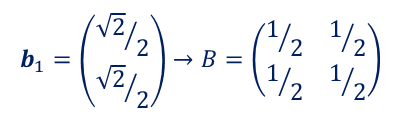 𝒃₁ = (√2/2 √2/2) → B = (1/2 1/2
1/2 1/2)